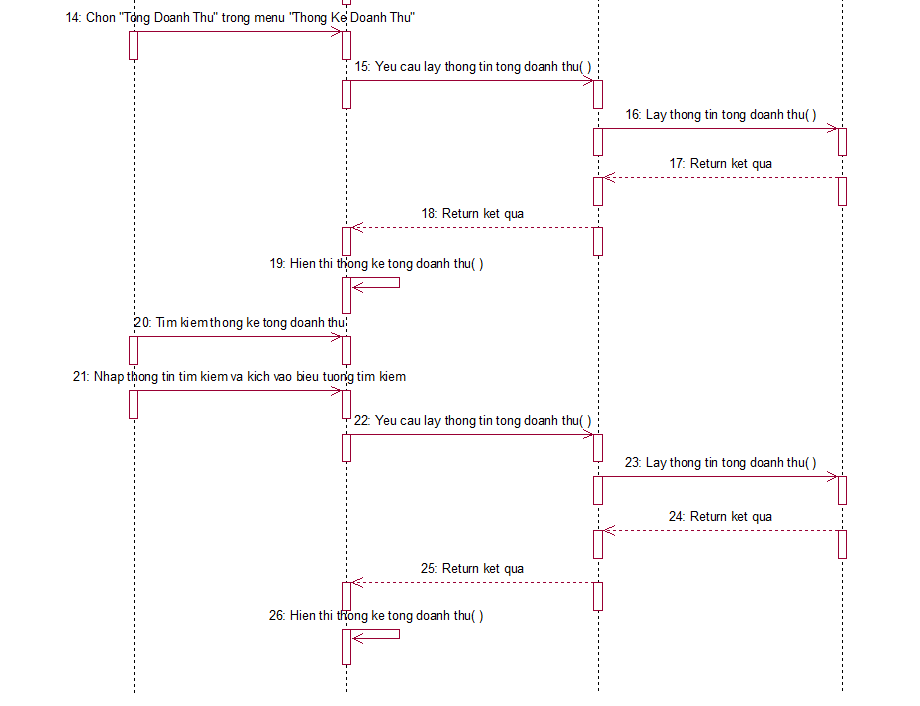 14: Chon "Tong Doanh Thu" trong menu "Thong Ke Doanh Thu"
15: Yeu cau lay thong tin tong doanh thu( )
16: Lay thong tin tong doanh thu( )
17: Return ket qua
18: Return ket qua
19: Hien thi thong ke tong doanh thu( )
20: Tim kiem thong ke tong doanh thu
21: Nhap thong tin tim kiem va kich vao bieu tuong tim kiem
22: Yeu cau lay thong tin tong doanh thu( )
23: Lay thong tin tong doanh thu( )
24: Return ket qua
25: Return ket qua
26: Hien thi thong ke tong doanh thu( )